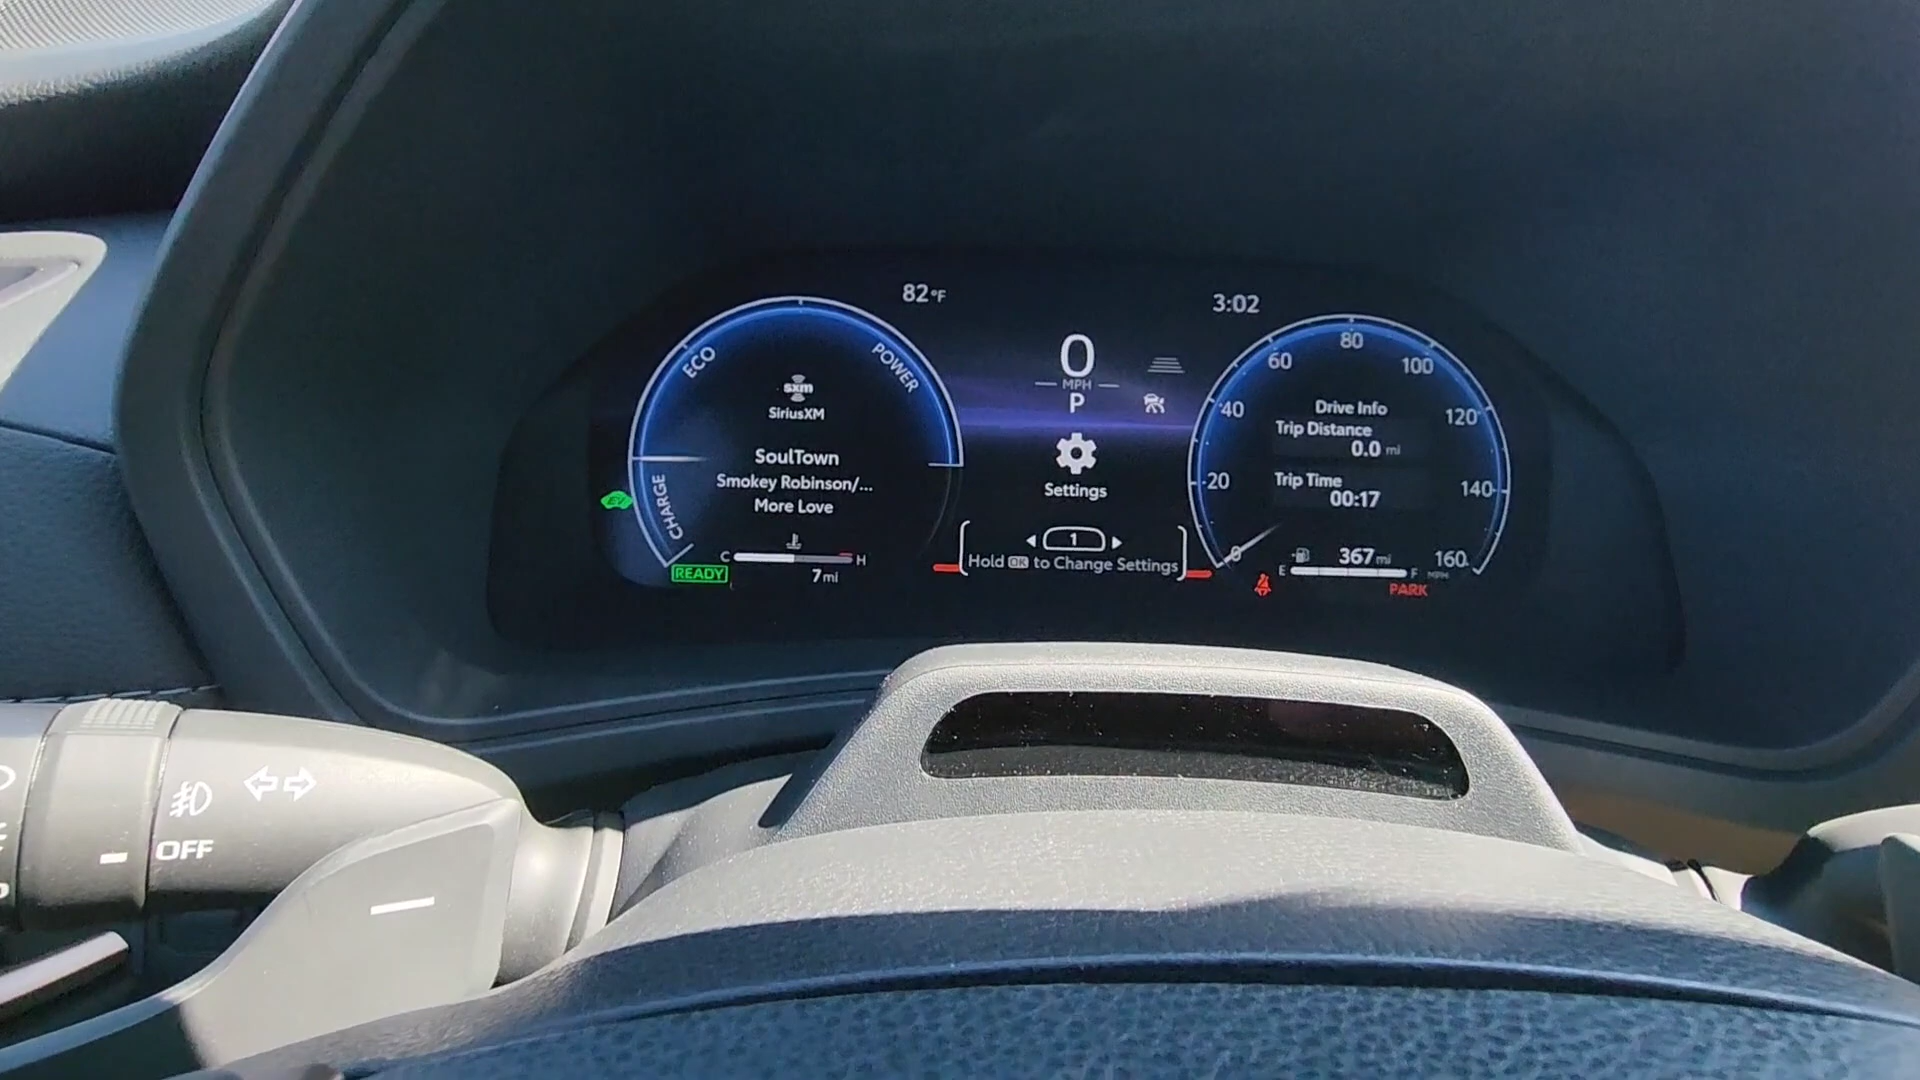 82°F
3:02
ECO
POWER
CHARGE
sxm
SiriusXM
SoulTown
Smokey Robinson/...
More Love
C
H
READY
7 mi
0
MPH
P
Settings
1
Hold OK to Change Settings
0
20
40
60
80
100
120
140
160
MPH
Drive Info
Trip Distance
0.0 mi
Trip Time
00:17
367 mi
E
F
PARK
EV
OFF